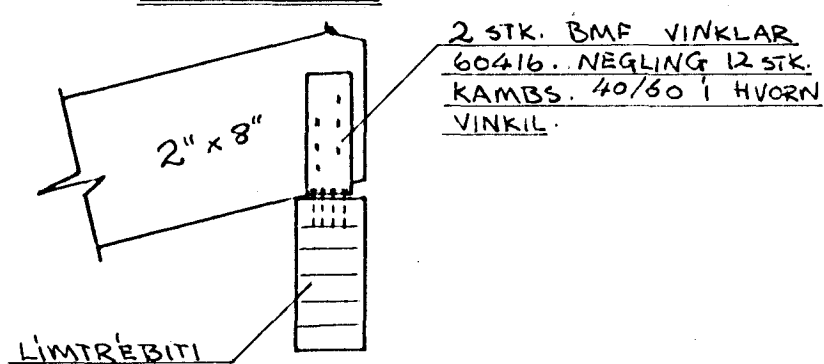 2 STK. BMF VINKLAR
60416. NEGLING 12 STK.
KAMBS. 40/60 Í HVORN
VINKIL.
2" x 8"
LÍMTRÉBITI